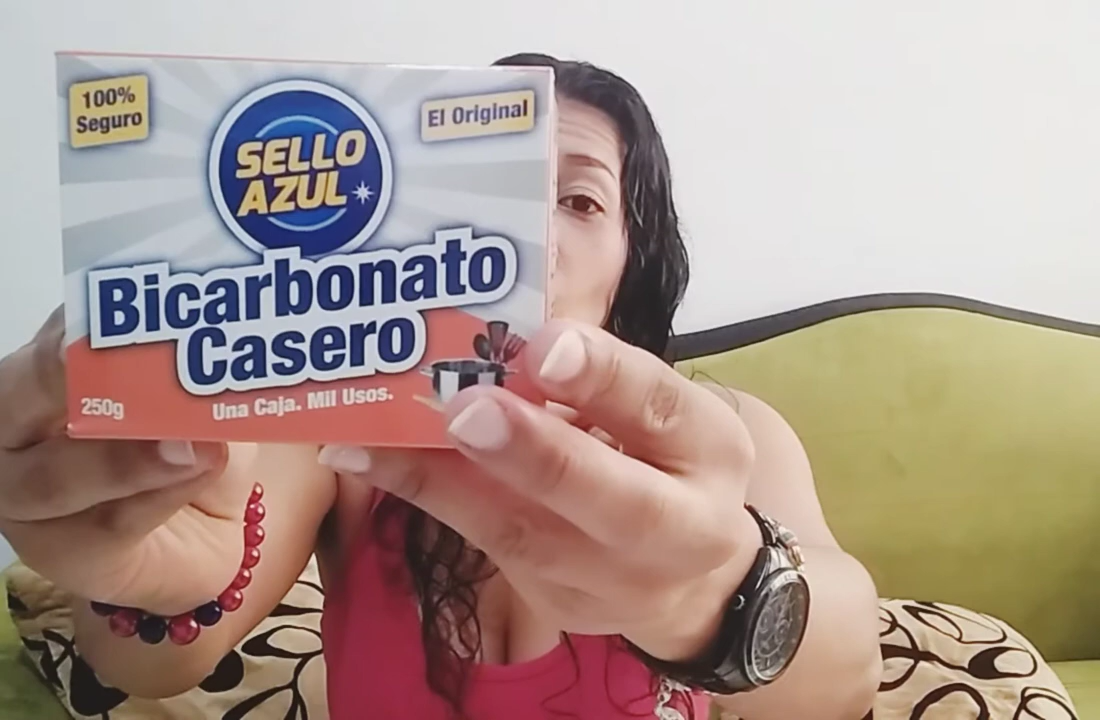 100%
Seguro
El Original
SELLO
AZUL
Bicarbonato
Casero
250g
Una Caja. Mil Usos.